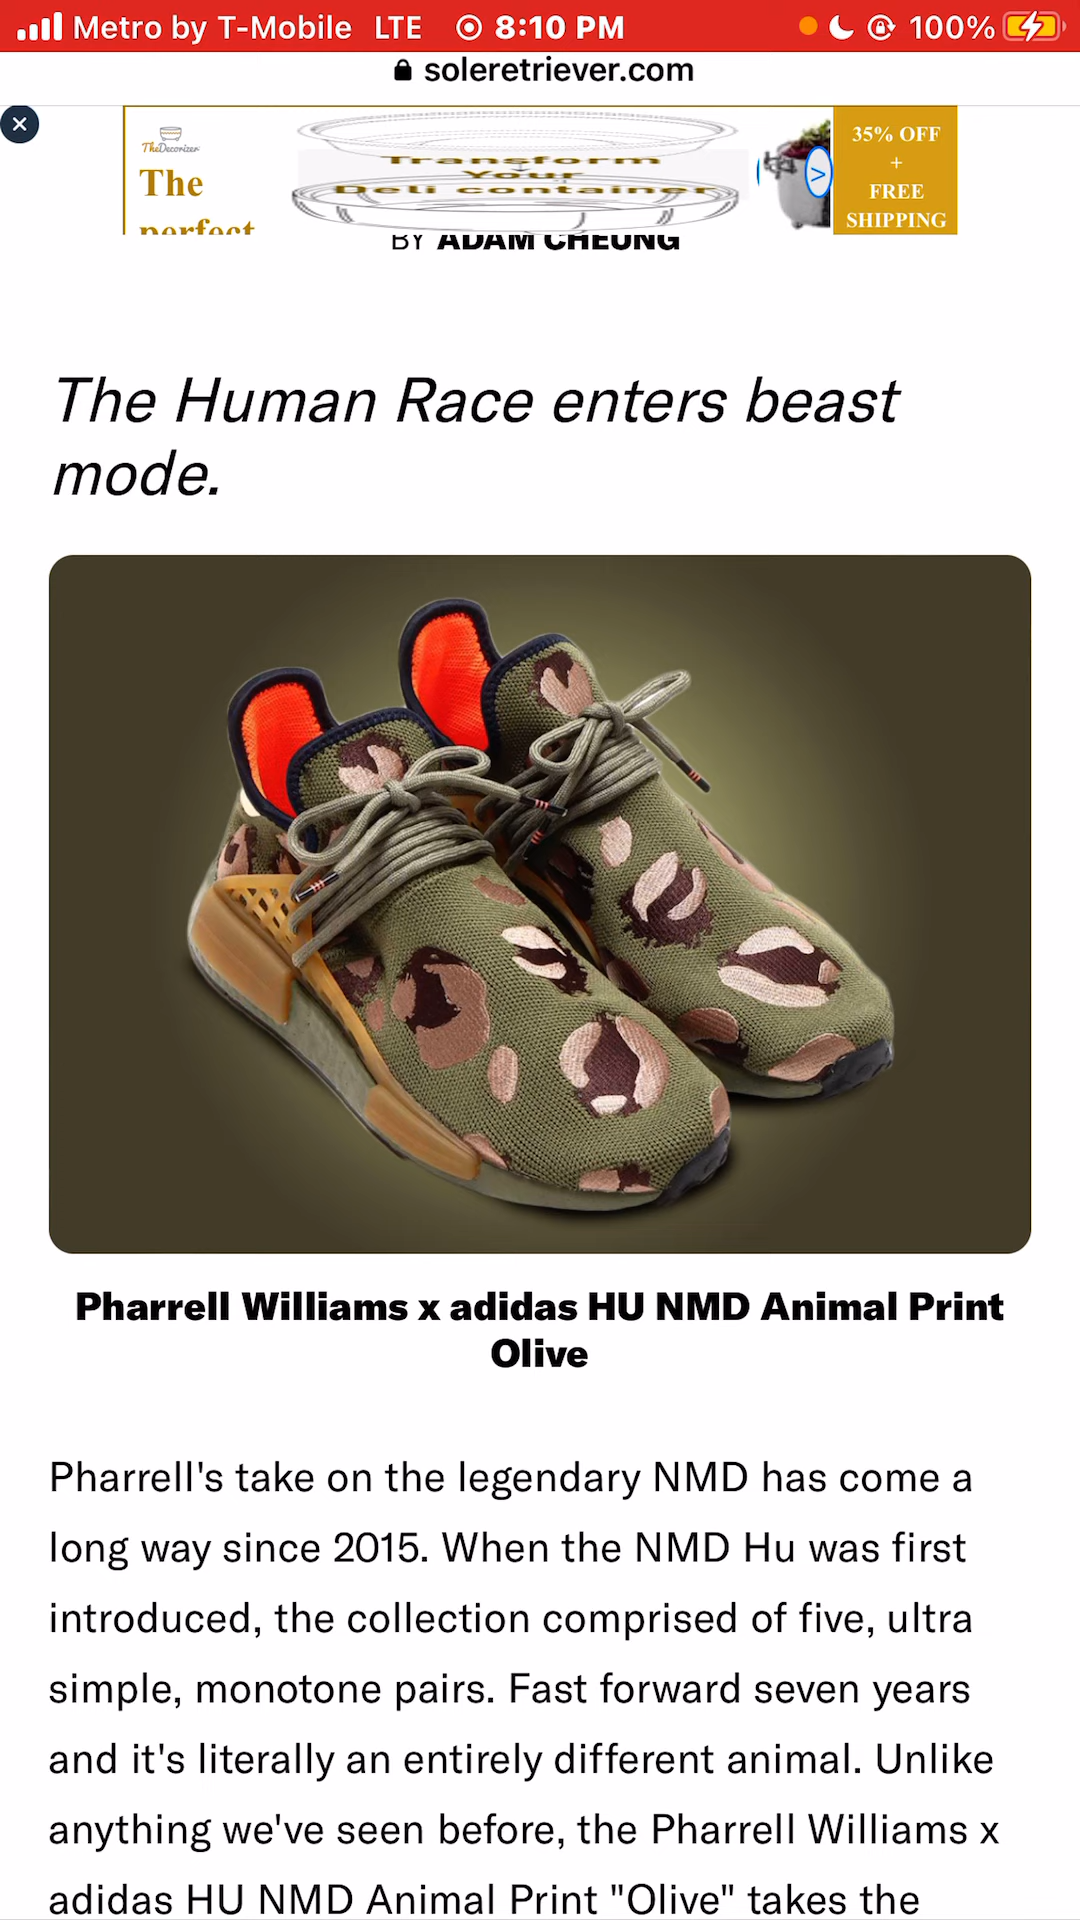 Metro by T-Mobile LTE 8:10 PM 100%
soleretriever.com
TheDecorizer
The
perfect
Transform
Your
Deli container
35% OFF
+
FREE
SHIPPING
BY ADAM CHEUNG
The Human Race enters beast
mode.
Pharrell Williams x adidas HU NMD Animal Print
Olive
Pharrell's take on the legendary NMD has come a
long way since 2015. When the NMD Hu was first
introduced, the collection comprised of five, ultra
simple, monotone pairs. Fast forward seven years
and it's literally an entirely different animal. Unlike
anything we've seen before, the Pharrell Williams x
adidas HU NMD Animal Print "Olive" takes the